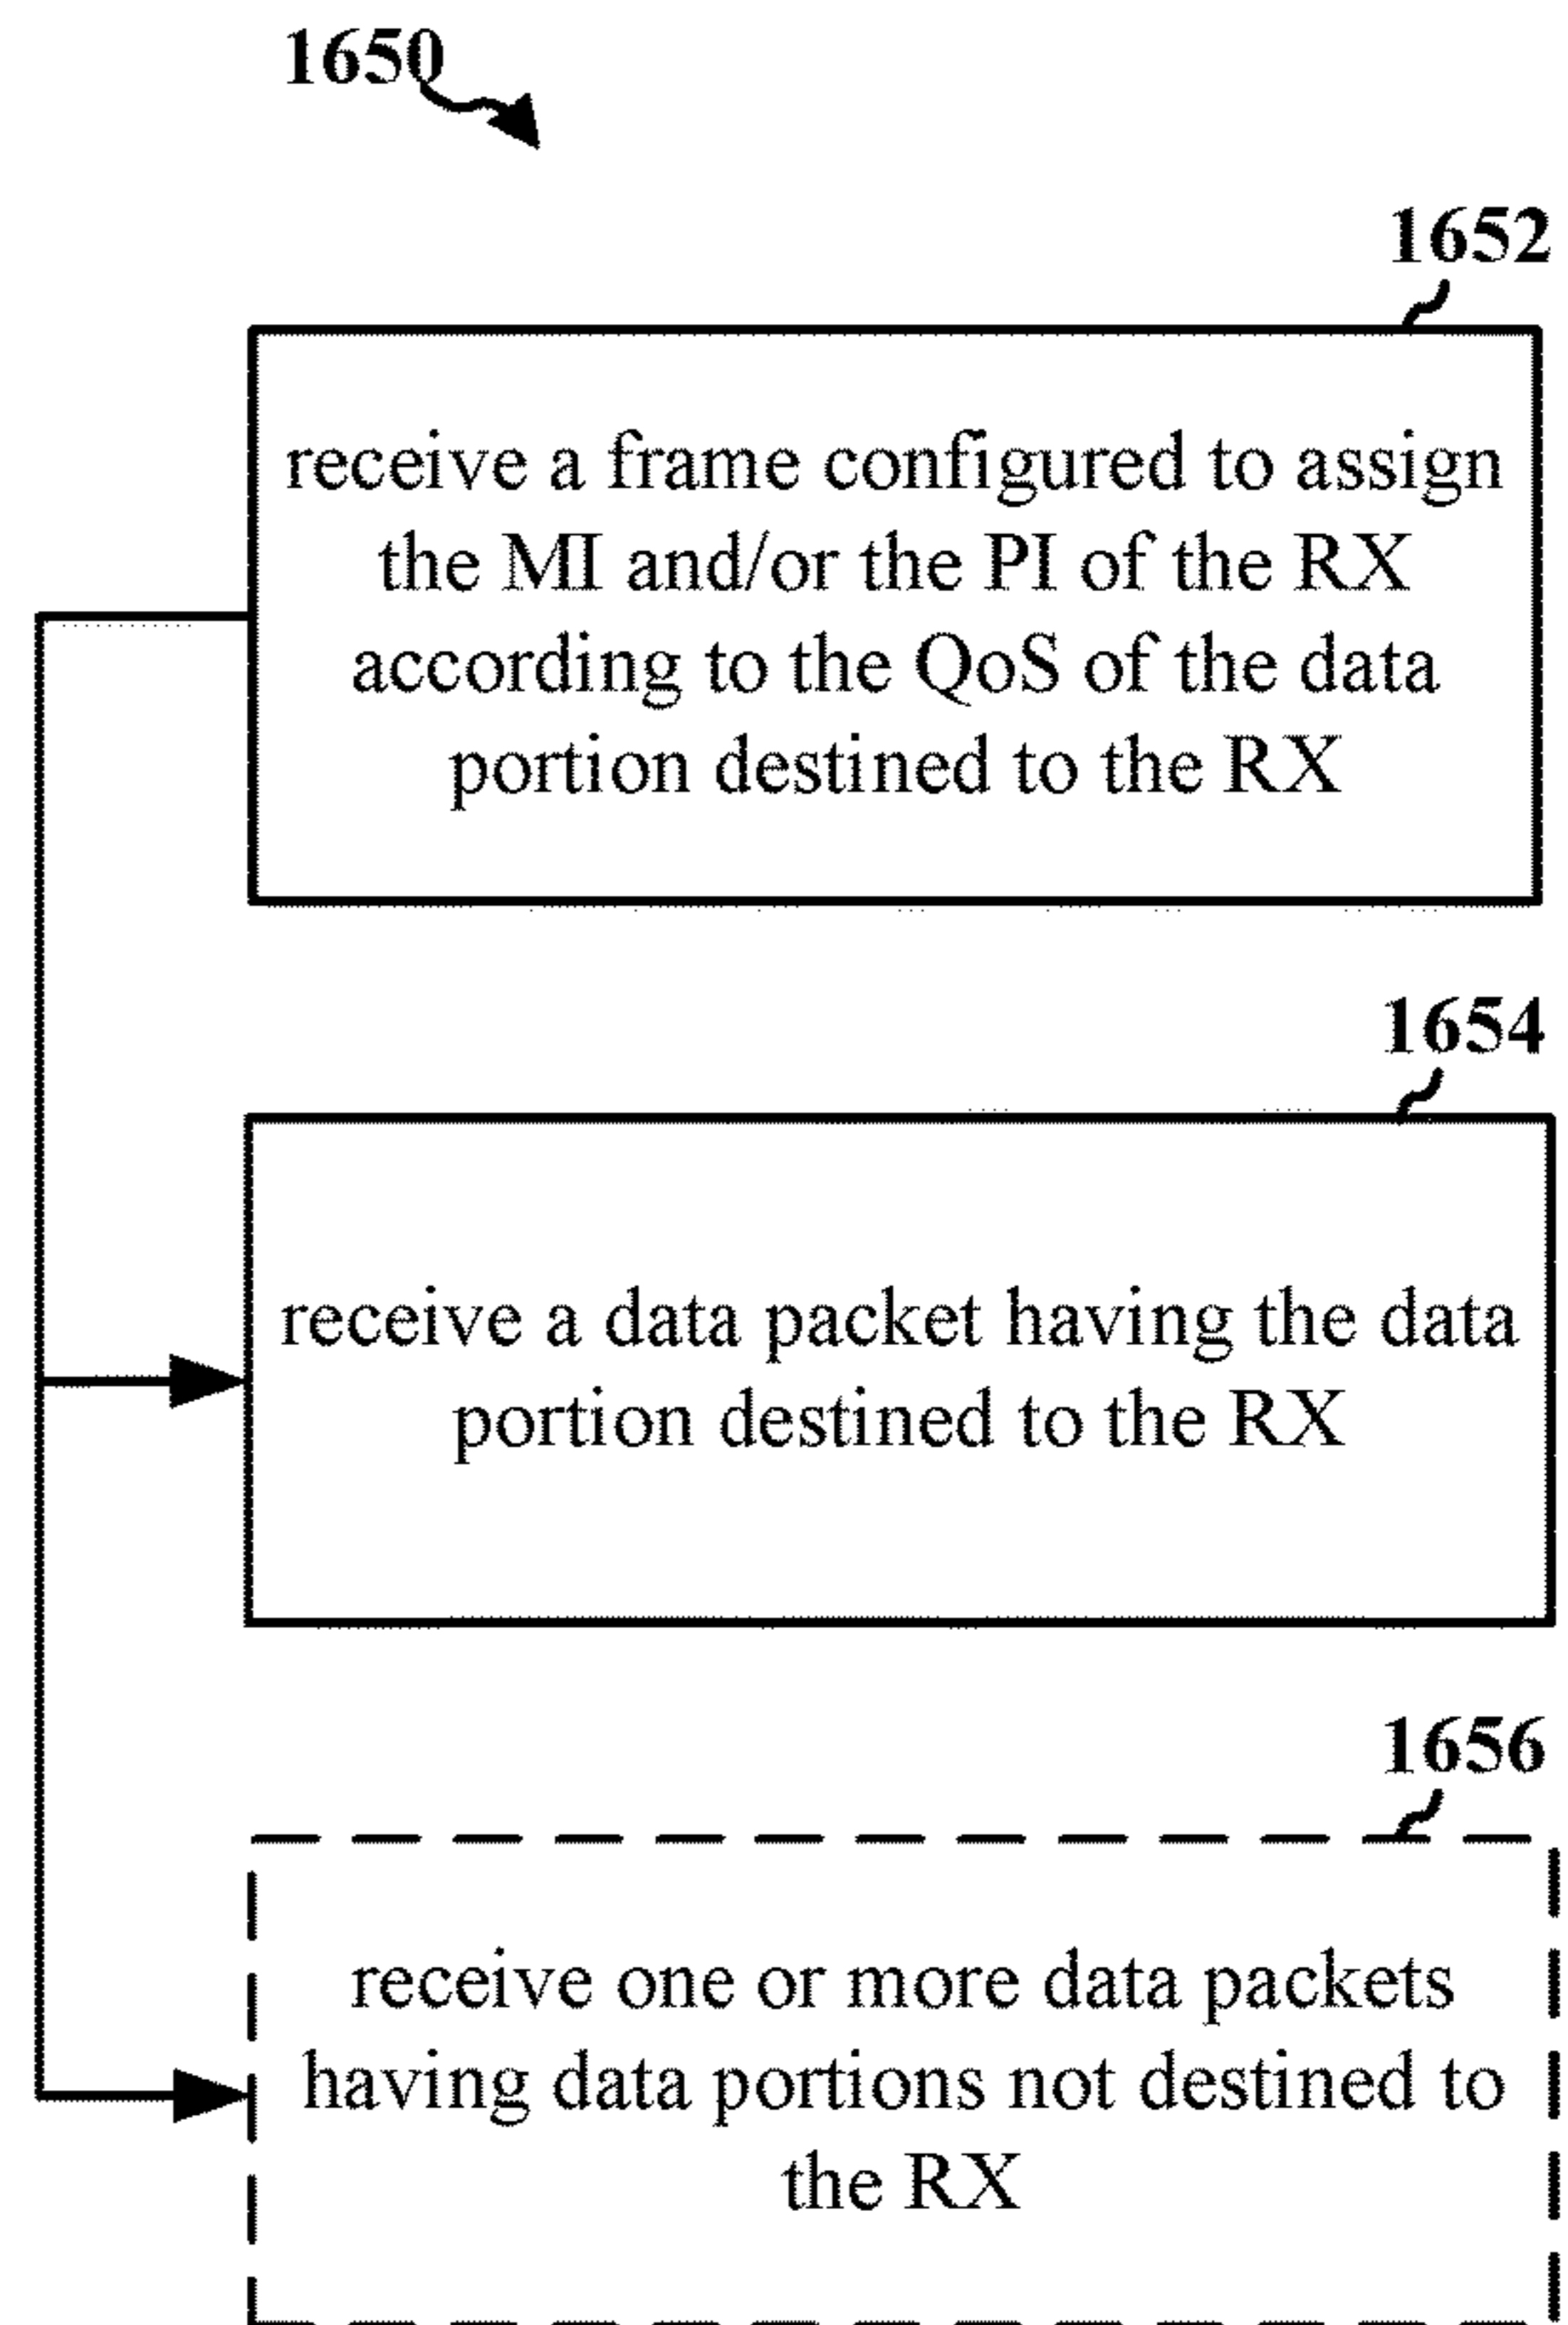 1650
1652
receive a frame configured to assign
the MI and/or the PI of the RX
according to the QoS of the data
portion destined to the RX
1654
receive a data packet having the data
portion destined to the RX
1656
receive one or more data packets
having data portions not destined to
the RX